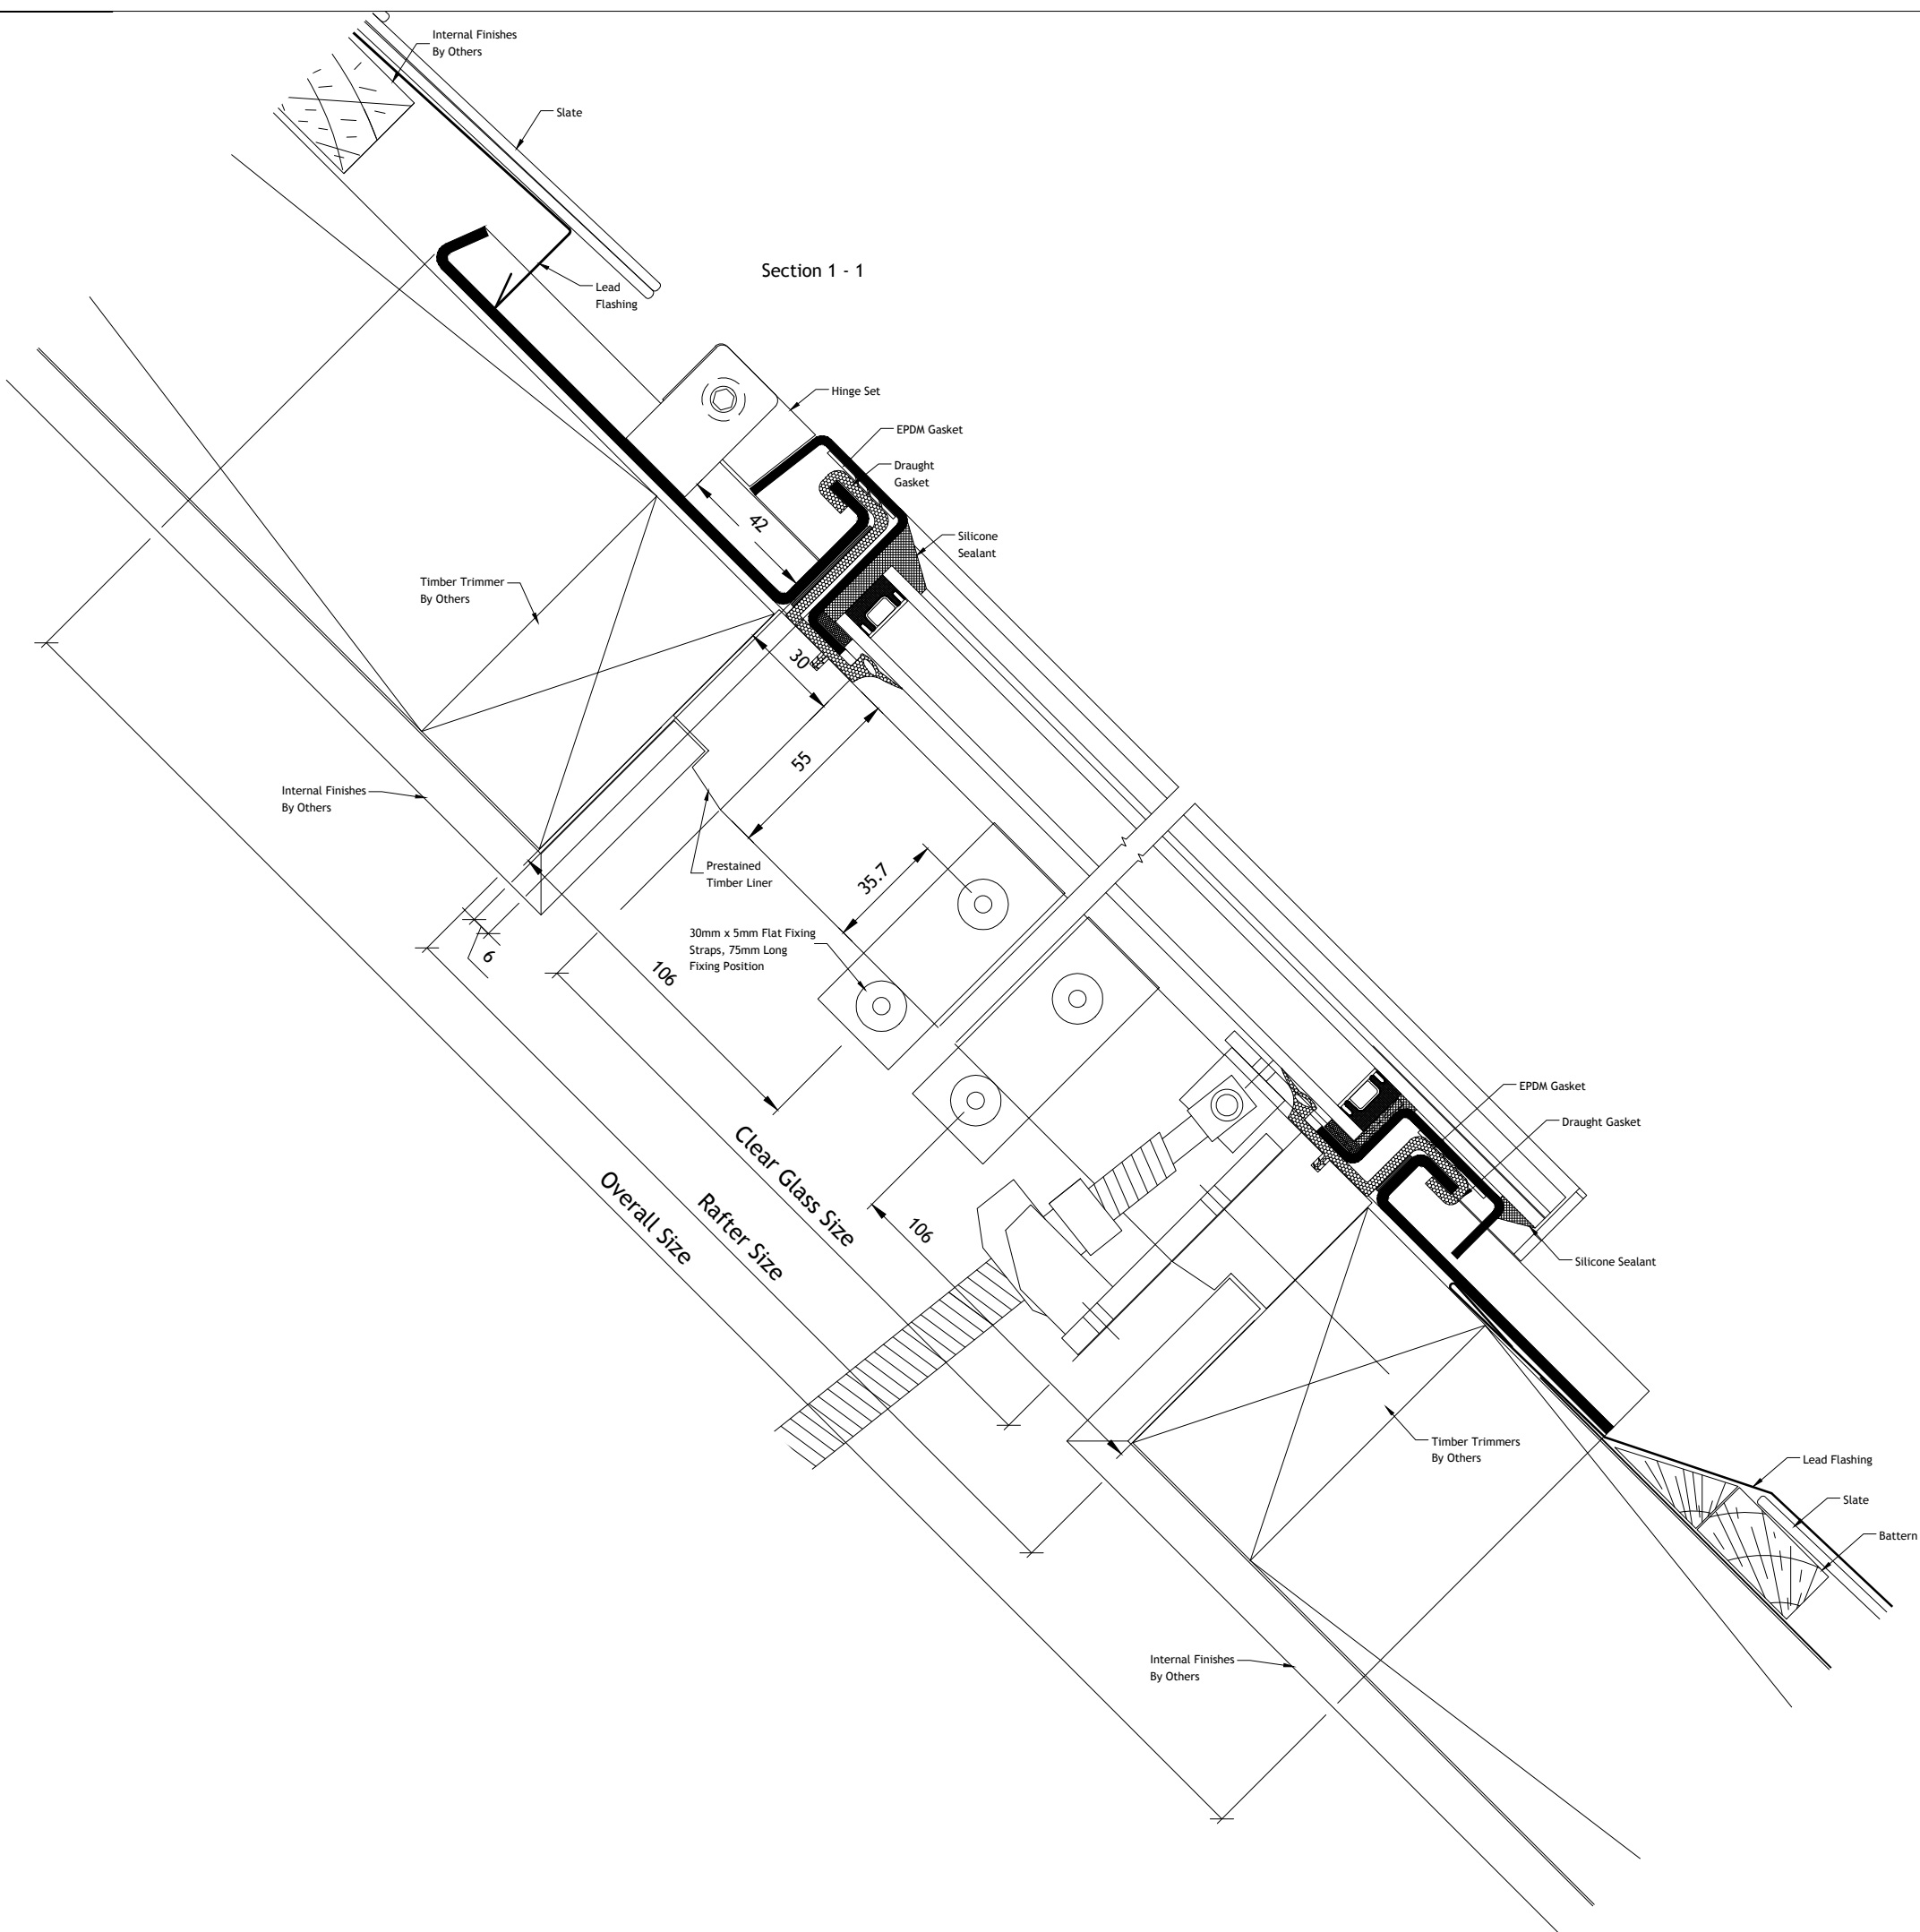 Internal Finishes
By Others
Slate
Section 1 - 1
Lead
Flashing
Hinge Set
EPDM Gasket
Draught
Gasket
42
Silicone
Sealant
Timber Trimmer
By Others
30
55
Internal Finishes
By Others
Prestained
Timber Liner
35.7
30mm x 5mm Flat Fixing
Straps, 75mm Long
Fixing Position
6
106
Clear Glass Size
Rafter Size
Overall Size
106
EPDM Gasket
Draught Gasket
Silicone Sealant
Timber Trimmers
By Others
Lead Flashing
Slate
Battern
Internal Finishes
By Others